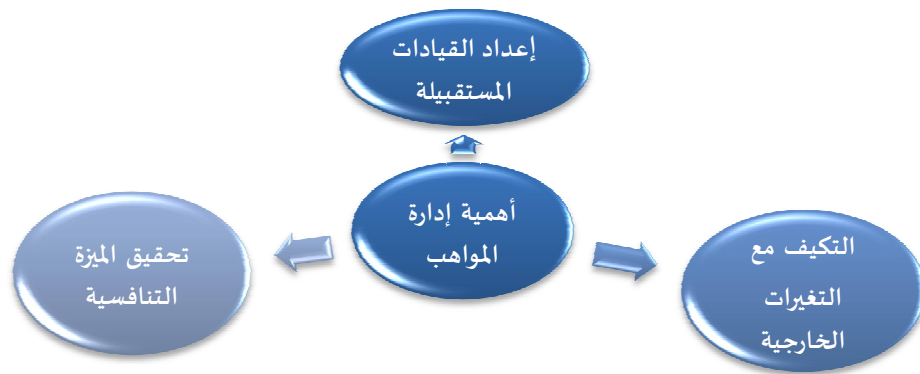 إعداد القيادات
المستقبيلة
أهمية إدارة
المواهب
التكيف مع
التغيرات
الخارجية
تحقيق الميزة
التنافسية